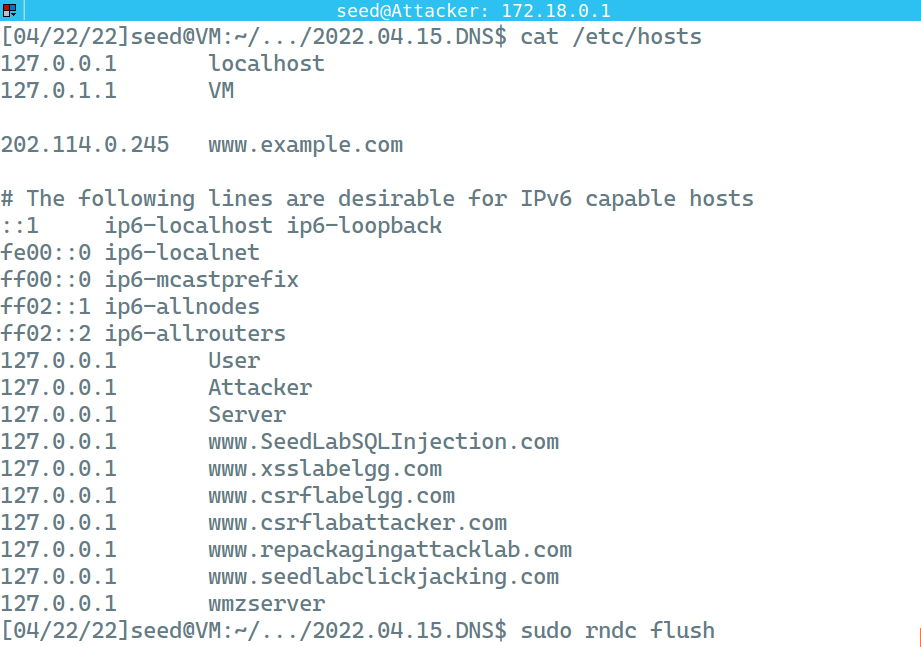 seed@Attacker: 172.18.0.1
[04/22/22]seed@VM:~/.../2022.04.15.DNS$ cat /etc/hosts
127.0.0.1       localhost
127.0.1.1       VM
202.114.0.245   www.example.com
# The following lines are desirable for IPv6 capable hosts
::1     ip6-localhost ip6-loopback
fe00::0 ip6-localnet
ff00::0 ip6-mcastprefix
ff02::1 ip6-allnodes
ff02::2 ip6-allrouters
127.0.0.1       User
127.0.0.1       Attacker
127.0.0.1       Server
127.0.0.1       www.SeedLabSQLInjection.com
127.0.0.1       www.xsslabelgg.com
127.0.0.1       www.csrflabelgg.com
127.0.0.1       www.csrflabattacker.com
127.0.0.1       www.repackagingattacklab.com
127.0.0.1       www.seedlabclickjacking.com
127.0.0.1       wmzserver
[04/22/22]seed@VM:~/.../2022.04.15.DNS$ sudo rndc flush